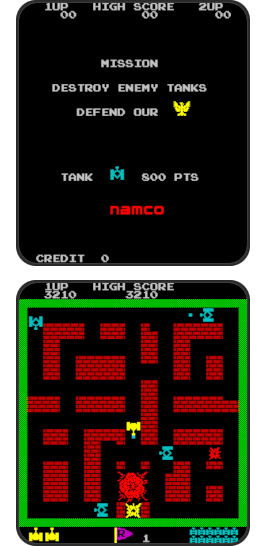 1UP HIGH SCORE 2UP
00 00 00
MISSION
DESTROY ENEMY TANKS
DEFEND OUR
TANK 800 PTS
namco
CREDIT 0
1UP HIGH SCORE
3210 3210
1